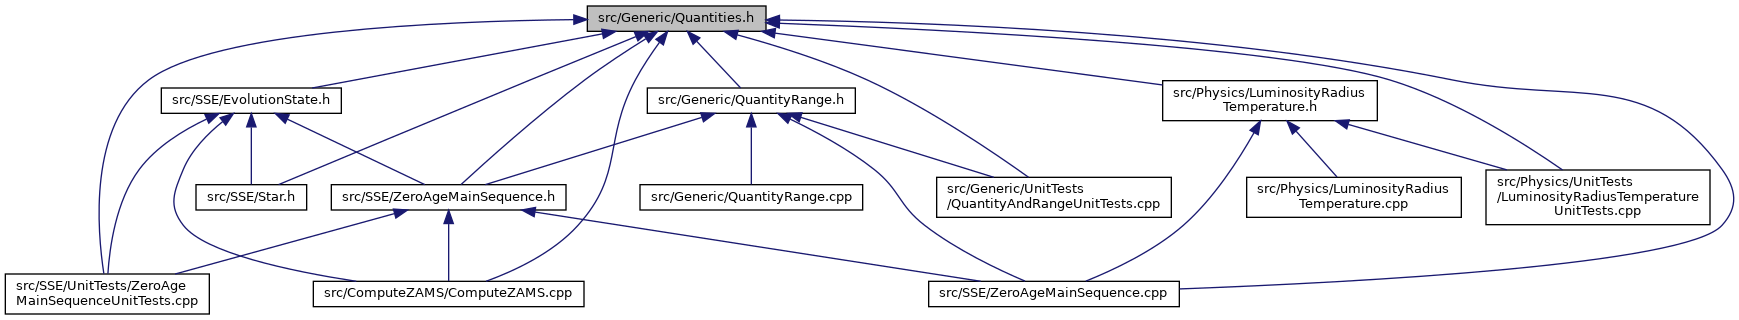 src/Generic/Quantities.h
src/SSE/EvolutionState.h
src/Generic/QuantityRange.h
src/Physics/LuminosityRadius
Temperature.h
src/SSE/Star.h
src/SSE/ZeroAgeMainSequence.h
src/Generic/QuantityRange.cpp
src/Generic/UnitTests
/QuantityAndRangeUnitTests.cpp
src/Physics/LuminosityRadius
Temperature.cpp
src/Physics/UnitTests
/LuminosityRadiusTemperature
UnitTests.cpp
src/SSE/UnitTests/ZeroAge
MainSequenceUnitTests.cpp
src/ComputeZAMS/ComputeZAMS.cpp
src/SSE/ZeroAgeMainSequence.cpp